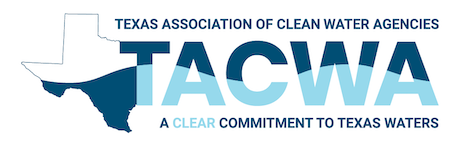 TEXAS ASSOCIATION OF CLEAN WATER AGENCIES
TACWA
A CLEAR COMMITMENT TO TEXAS WATERS